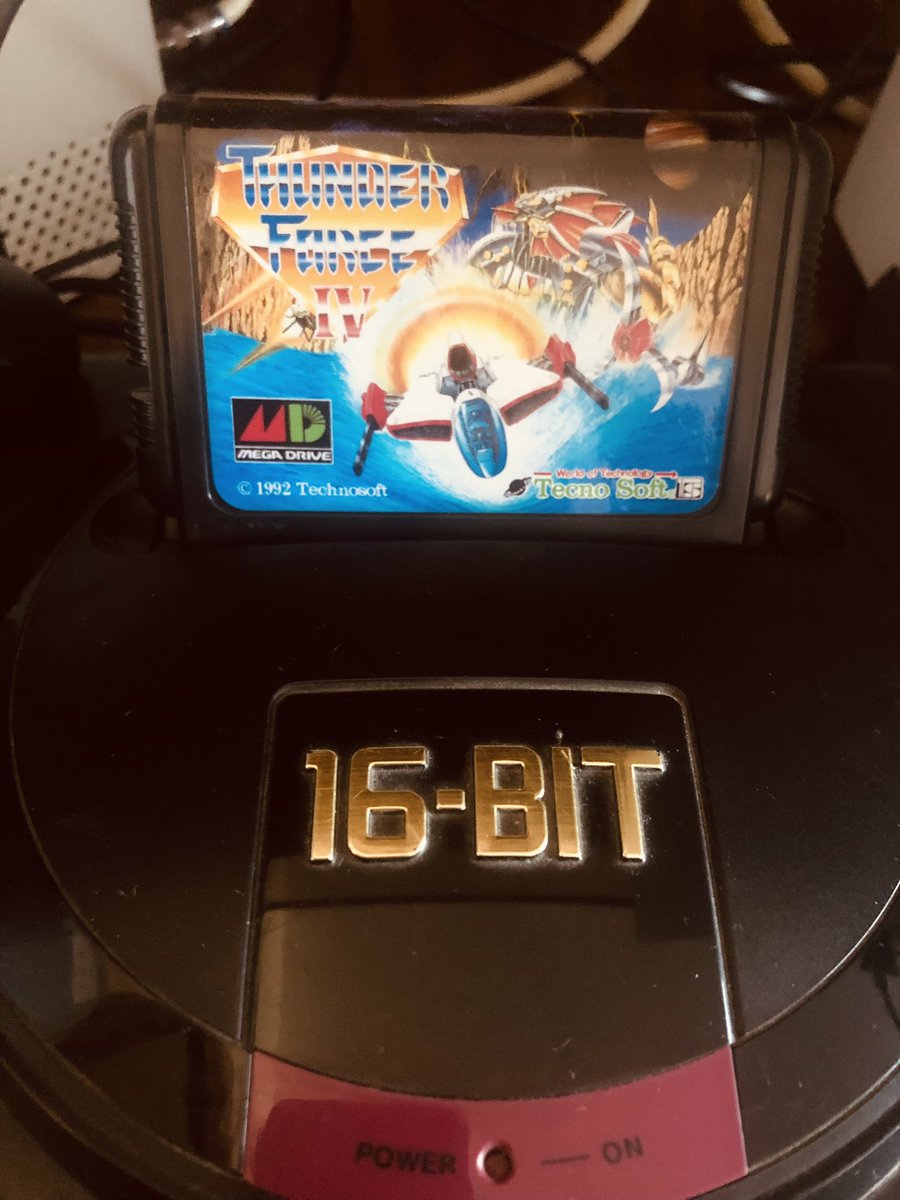 THUNDER
FORCE
IV
MD
MEGA DRIVE
© 1992 Technosoft
World of Technology
Tecno Soft
16-BIT
POWER — ON